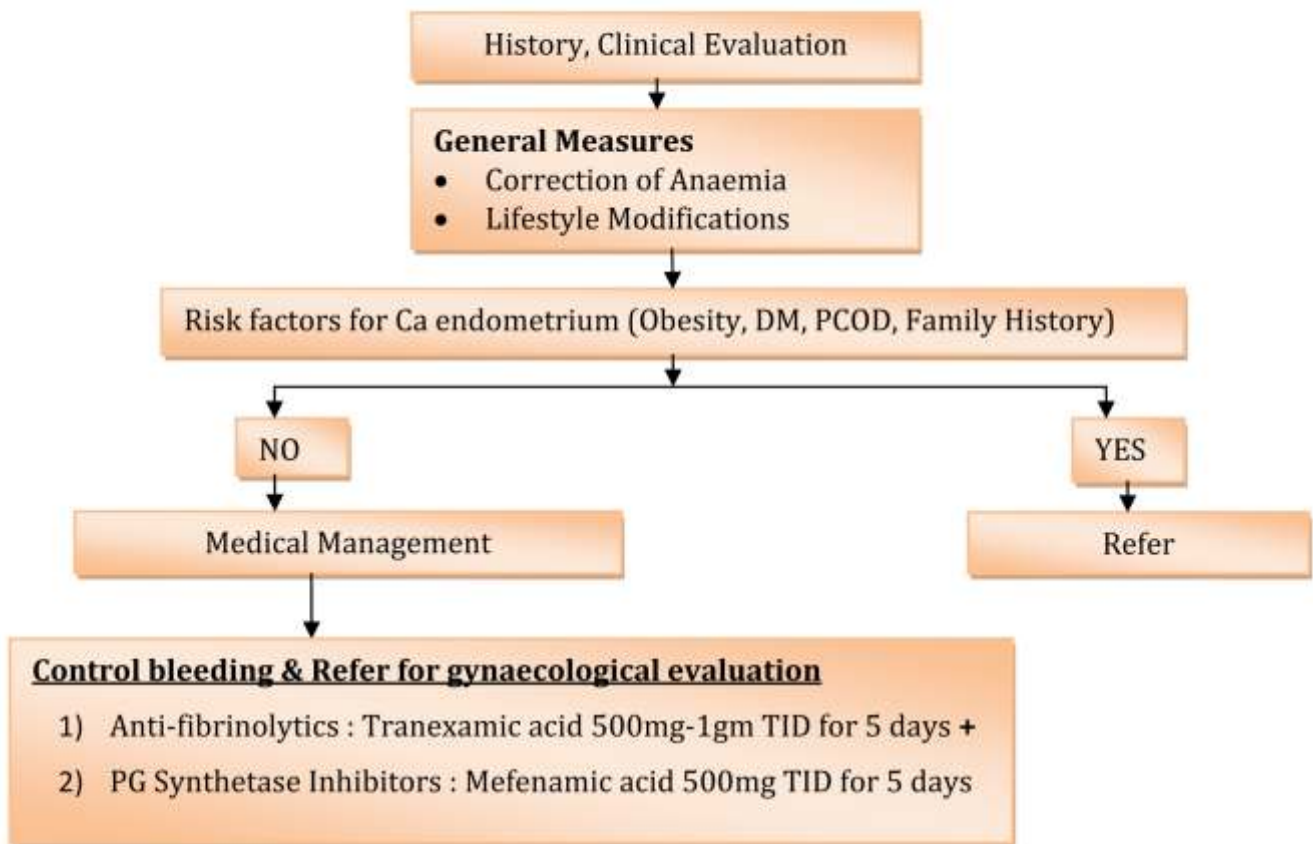 History, Clinical Evaluation
General Measures
• Correction of Anaemia
• Lifestyle Modifications
Risk factors for Ca endometrium (Obesity, DM, PCOD, Family History)
NO
YES
Medical Management
Refer
Control bleeding & Refer for gynaecological evaluation
1) Anti-fibrinolytics : Tranexamic acid 500mg-1gm TID for 5 days +
2) PG Synthetase Inhibitors : Mefenamic acid 500mg TID for 5 days